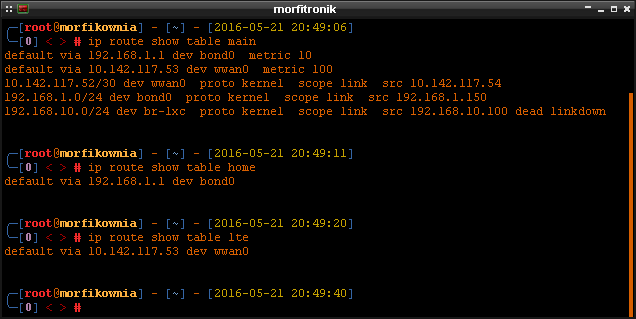 morfitronik
[root@morfikownia] - [~] - [2016-05-21 20:49:06]
[0] < > # ip route show table main
default via 192.168.1.1 dev bond0  metric 10
default via 10.142.117.53 dev wwan0  metric 100
10.142.117.52/30 dev wwan0  proto kernel  scope link  src 10.142.117.54
192.168.1.0/24 dev bond0  proto kernel  scope link  src 192.168.1.150
192.168.10.0/24 dev br-lxc  proto kernel  scope link  src 192.168.10.100 dead linkdown
[root@morfikownia] - [~] - [2016-05-21 20:49:11]
[0] < > # ip route show table home
default via 192.168.1.1 dev bond0
[root@morfikownia] - [~] - [2016-05-21 20:49:20]
[0] < > # ip route show table lte
default via 10.142.117.53 dev wwan0
[root@morfikownia] - [~] - [2016-05-21 20:49:40]
[0] < > #